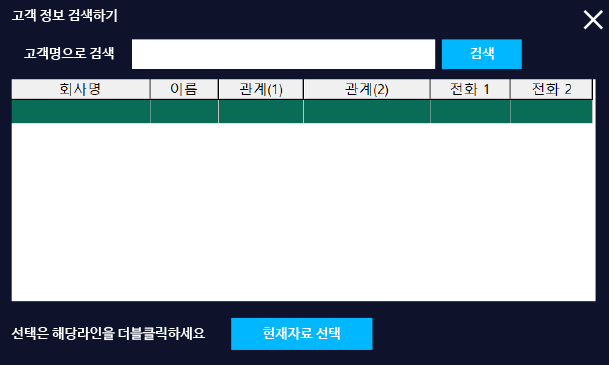 고객 정보 검색하기
고객명으로 검색 검색
회사명 이름 관계(1) 관계(2) 전화 1 전화 2
선택은 해당라인을 더블클릭하세요 현재자료 선택